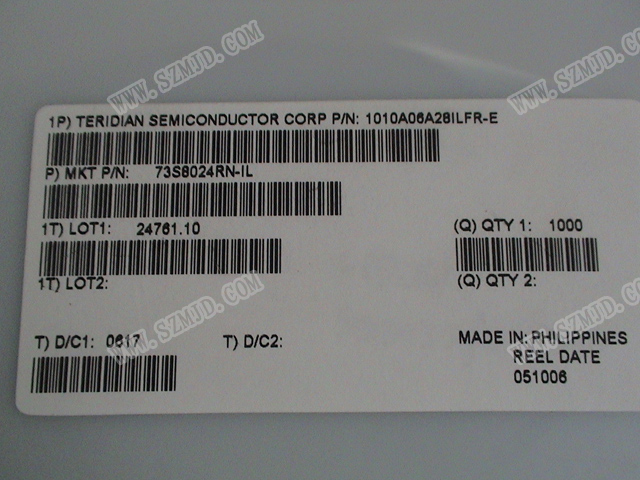 WWW.SZMJD.COM
WWW.SZMJD.COM
1P) TERIDIAN SEMICONDUCTOR CORP P/N: 1010A06A28ILFR-E
P) MKT P/N: 73S8024RN-IL
1T) LOT1: 24761.10
(Q) QTY 1: 1000
1T) LOT2:
(Q) QTY 2:
WWW.SZMJD.COM
WWW.SZMJD.COM
T) D/C1: 0617
T) D/C2:
MADE IN: PHILIPPINES
REEL DATE
051006